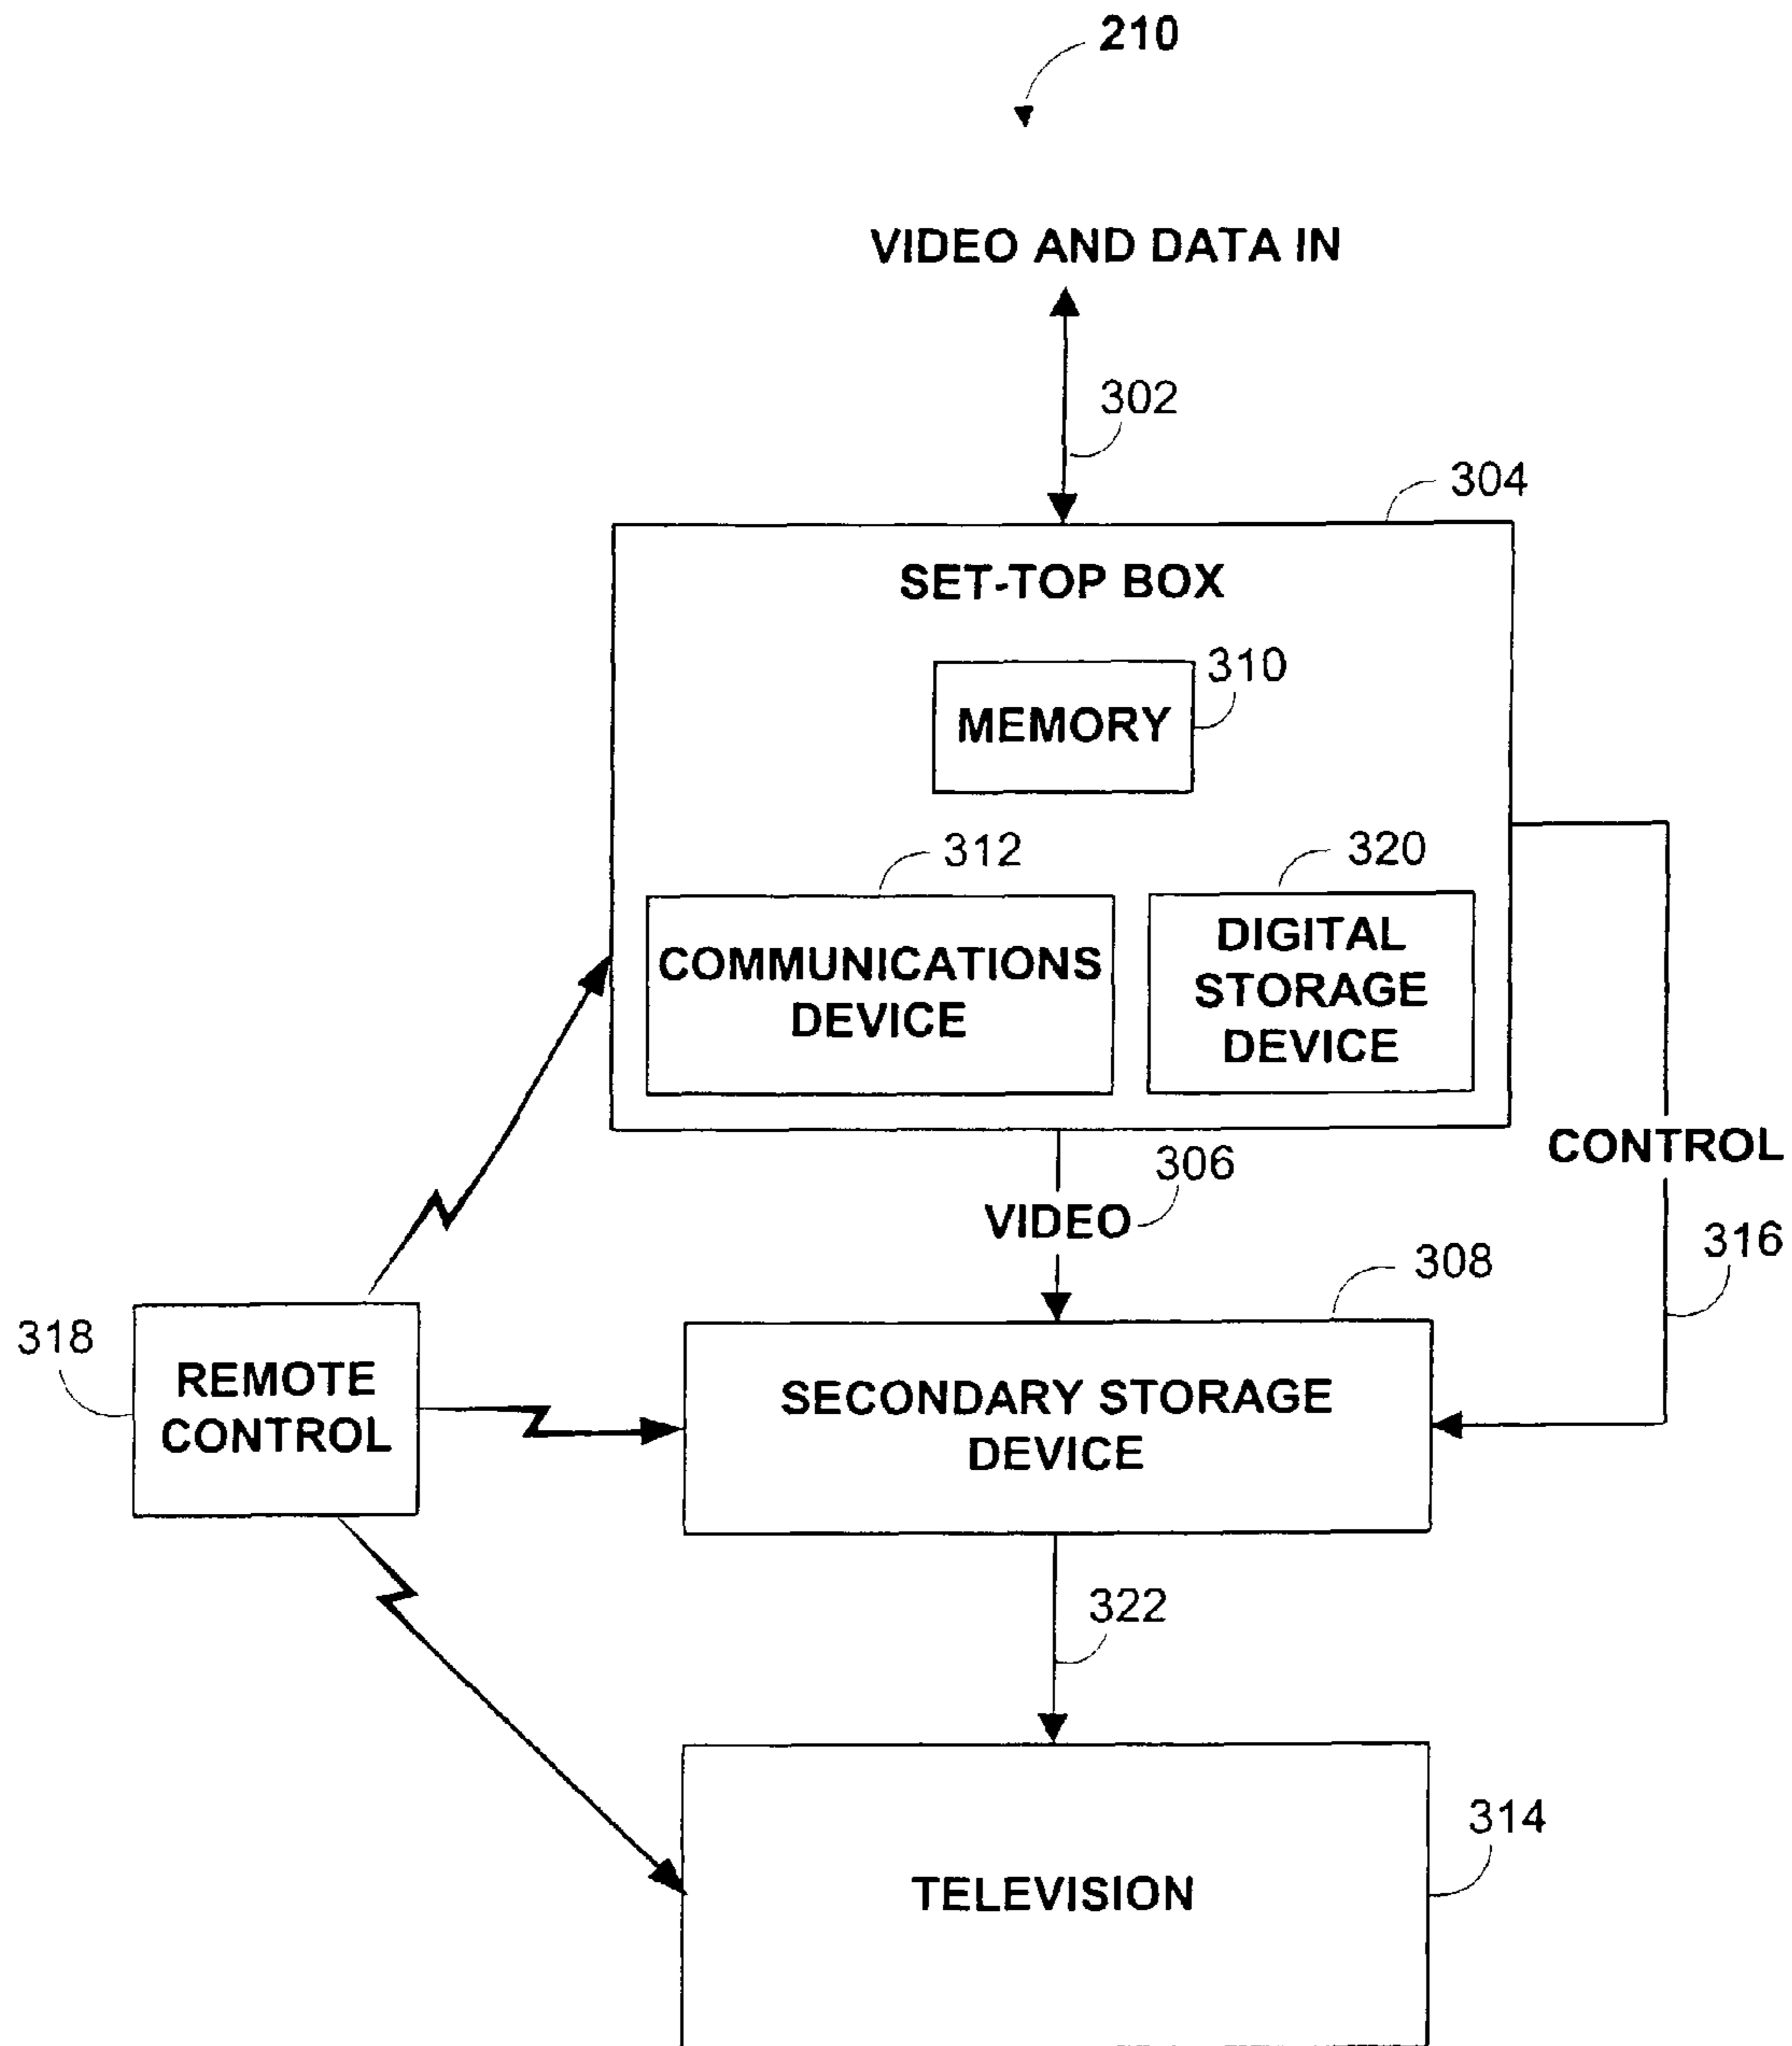 210
VIDEO AND DATA IN
302
304
SET-TOP BOX
310
MEMORY
312
320
COMMUNICATIONS
DEVICE
DIGITAL
STORAGE
DEVICE
CONTROL
306
VIDEO
316
308
318
REMOTE
CONTROL
SECONDARY STORAGE
DEVICE
322
314
TELEVISION